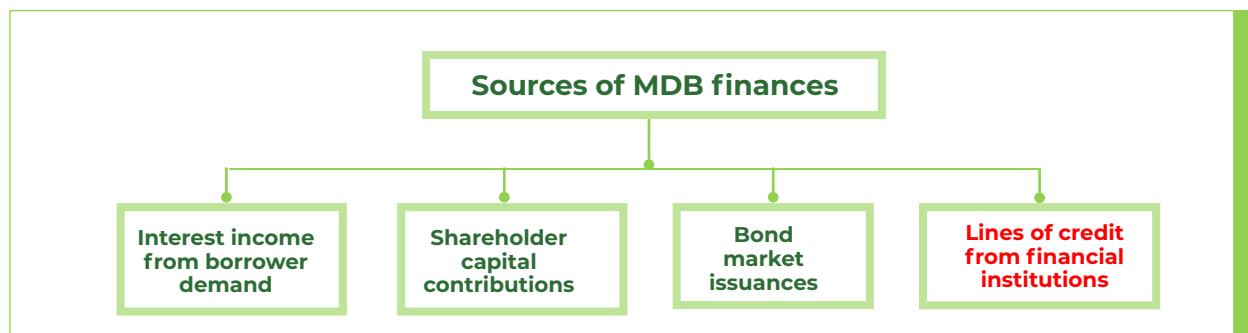 Sources of MDB finances
Interest income
from borrower
demand
Shareholder
capital
contributions
Bond
market
issuances
Lines of credit
from financial
institutions